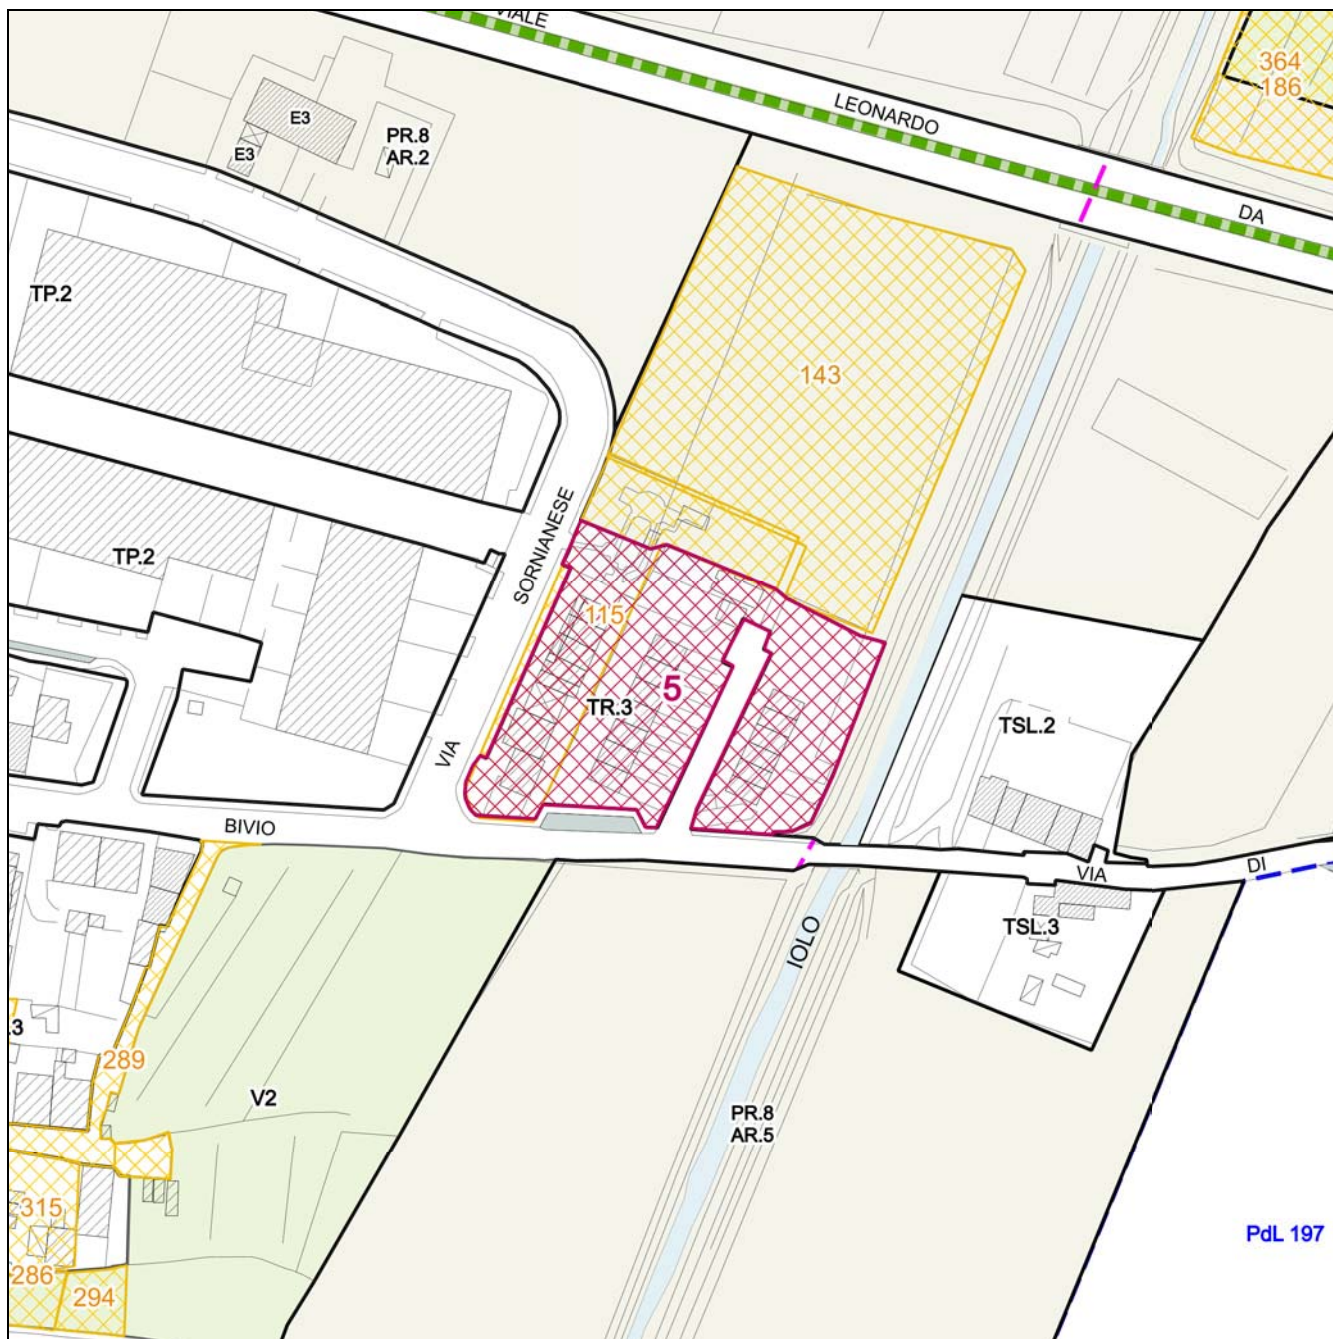 VIALE
LEONARDO
DA
364
186
E3
E3
PR.8
AR.2
TP.2
143
SORNIANESE
TP.2
115
5
TR.3
TSL.2
VIA
BIVIO
VIA
DI
TSL.3
IOLO
.3
289
V2
PR.8
AR.5
315
286
294
PdL 197